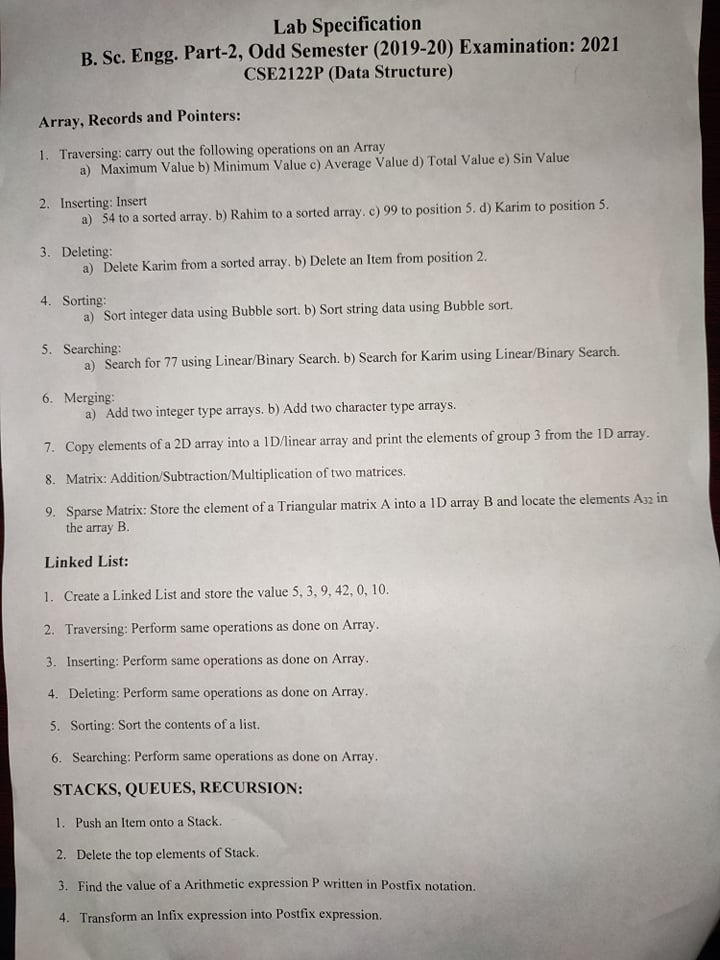 Lab Specification
B. Sc. Engg. Part-2, Odd Semester (2019-20) Examination: 2021
CSE2122P (Data Structure)
Array, Records and Pointers:
1. Traversing: carry out the following operations on an Array
a) Maximum Value b) Minimum Value c) Average Value d) Total Value e) Sin Value
2. Inserting: Insert
a) 54 to a sorted array. b) Rahim to a sorted array. c) 99 to position 5. d) Karim to position 5.
3. Deleting:
a) Delete Karim from a sorted array. b) Delete an Item from position 2.
4. Sorting:
a) Sort integer data using Bubble sort. b) Sort string data using Bubble sort.
5. Searching:
a) Search for 77 using Linear/Binary Search. b) Search for Karim using Linear/Binary Search.
6. Merging:
a) Add two integer type arrays. b) Add two character type arrays.
7. Copy elements of a 2D array into a 1D/linear array and print the elements of group 3 from the 1D array.
8. Matrix: Addition/Subtraction/Multiplication of two matrices.
9. Sparse Matrix: Store the element of a Triangular matrix A into a 1D array B and locate the elements A32 in
the array B.
Linked List:
1. Create a Linked List and store the value 5, 3, 9, 42, 0, 10.
2. Traversing: Perform same operations as done on Array.
3. Inserting: Perform same operations as done on Array.
4. Deleting: Perform same operations as done on Array.
5. Sorting: Sort the contents of a list.
6. Searching: Perform same operations as done on Array.
STACKS, QUEUES, RECURSION:
1. Push an Item onto a Stack.
2. Delete the top elements of Stack.
3. Find the value of a Arithmetic expression P written in Postfix notation.
4. Transform an Infix expression into Postfix expression.